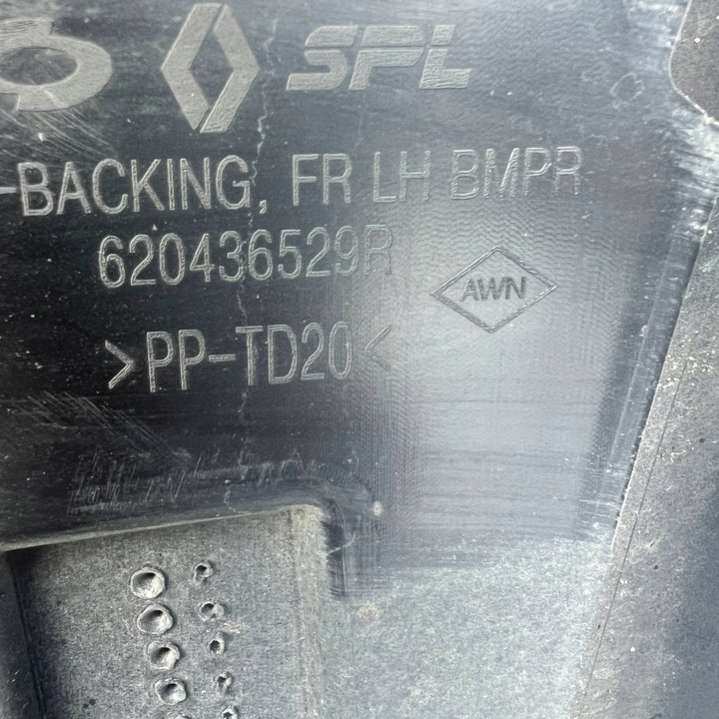 SPL
-BACKING, FR LH BMPR
620436529R
AWN
>PP-TD20<